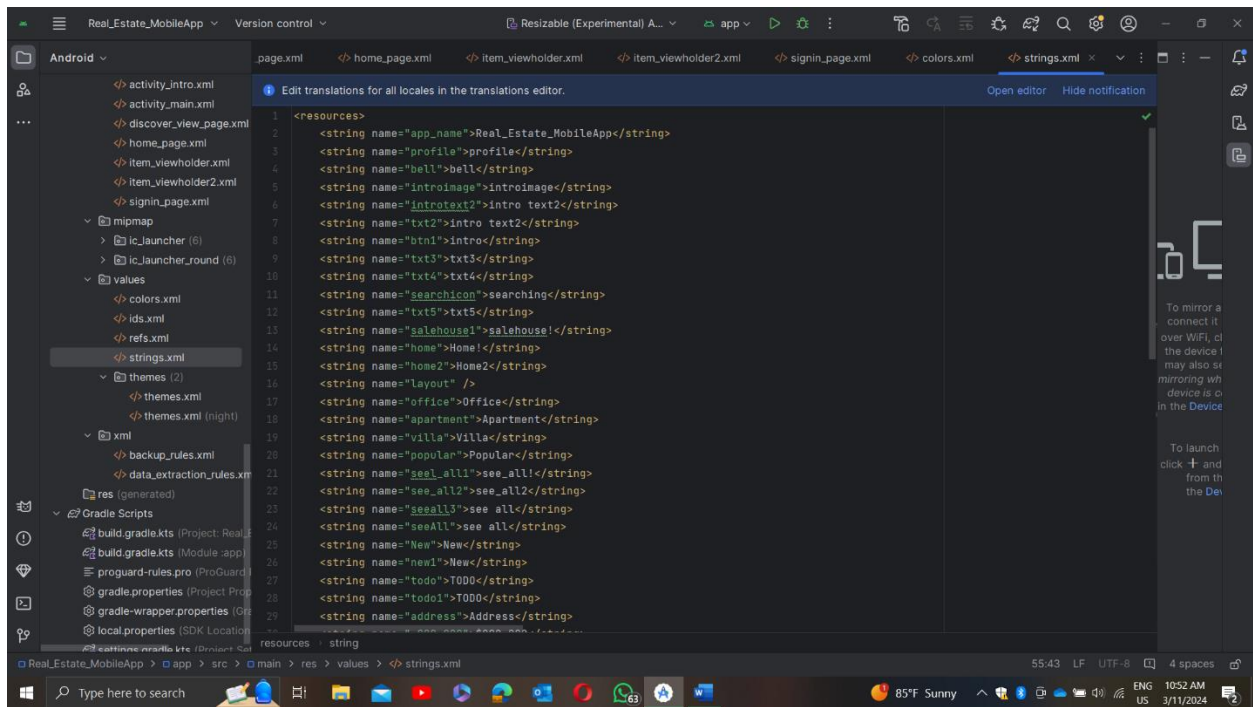 Real_Estate_MobileApp Version control Resizable (Experimental) A... app
Android
_page.xml home_page.xml item_viewholder.xml item_viewholder2.xml signin_page.xml colors.xml strings.xml
Edit translations for all locales in the translations editor. Open editor Hide notification
activity_intro.xml
activity_main.xml
discover_view_page.xml
home_page.xml
item_viewholder.xml
item_viewholder2.xml
signin_page.xml
mipmap
ic_launcher (6)
ic_launcher_round (6)
values
colors.xml
ids.xml
refs.xml
strings.xml
themes (2)
themes.xml
themes.xml (night)
xml
backup_rules.xml
data_extraction_rules.xm
res (generated)
Gradle Scripts
build.gradle.kts (Project: Real_E
build.gradle.kts (Module :app)
proguard-rules.pro (ProGuard
gradle.properties (Project Prop
gradle-wrapper.properties (Gra
local.properties (SDK Location
settings.gradle.kts (Project Set
1 <resources>
2 <string name="app_name">Real_Estate_MobileApp</string>
3 <string name="profile">profile</string>
4 <string name="bell">bell</string>
5 <string name="introimage">introimage</string>
6 <string name="introtext2">intro text2</string>
7 <string name="txt2">intro text2</string>
8 <string name="btn1">intro</string>
9 <string name="txt3">txt3</string>
10 <string name="txt4">txt4</string>
11 <string name="searchicon">searching</string>
12 <string name="txt5">txt5</string>
13 <string name="salehouse1">salehouse!</string>
14 <string name="home">Home!</string>
15 <string name="home2">Home2</string>
16 <string name="layout" />
17 <string name="office">Office</string>
18 <string name="apartment">Apartment</string>
19 <string name="villa">Villa</string>
20 <string name="popular">Popular</string>
21 <string name="seel_all1">see_all!</string>
22 <string name="see_all2">see_all2</string>
23 <string name="seeall3">see all</string>
24 <string name="seeAll">see all</string>
25 <string name="New">New</string>
26 <string name="new1">New</string>
27 <string name="todo">TODO</string>
28 <string name="todo1">TODO</string>
29 <string name="address">Address</string>
resources string
To mirror a
connect it
over WiFi, cl
the device
may also se
mirroring wh
device is c
in the Device
To launch
click + and
from th
the Dev
Real_Estate_MobileApp > app > src > main > res > values > strings.xml 55:43 LF UTF-8 4 spaces
Type here to search 63 85°F Sunny ENG US 10:52 AM 3/11/2024 2